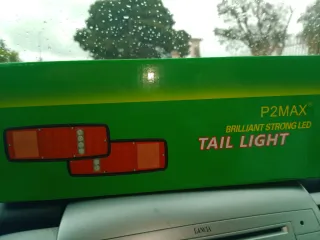 P2MAX®
BRILLIANT STRONG LED
TAIL LIGHT